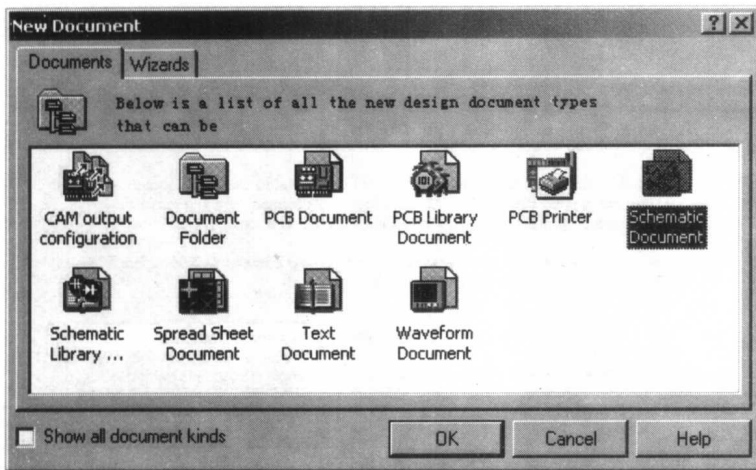 New Document
Documents Wizards
Below is a list of all the new design document types
that can be
CAM output
configuration
Document
Folder
PCB Document
PCB Library
Document
PCB Printer
Schematic
Document
Schematic
Library ...
Spread Sheet
Document
Text
Document
Waveform
Document
Show all document kinds
OK
Cancel
Help